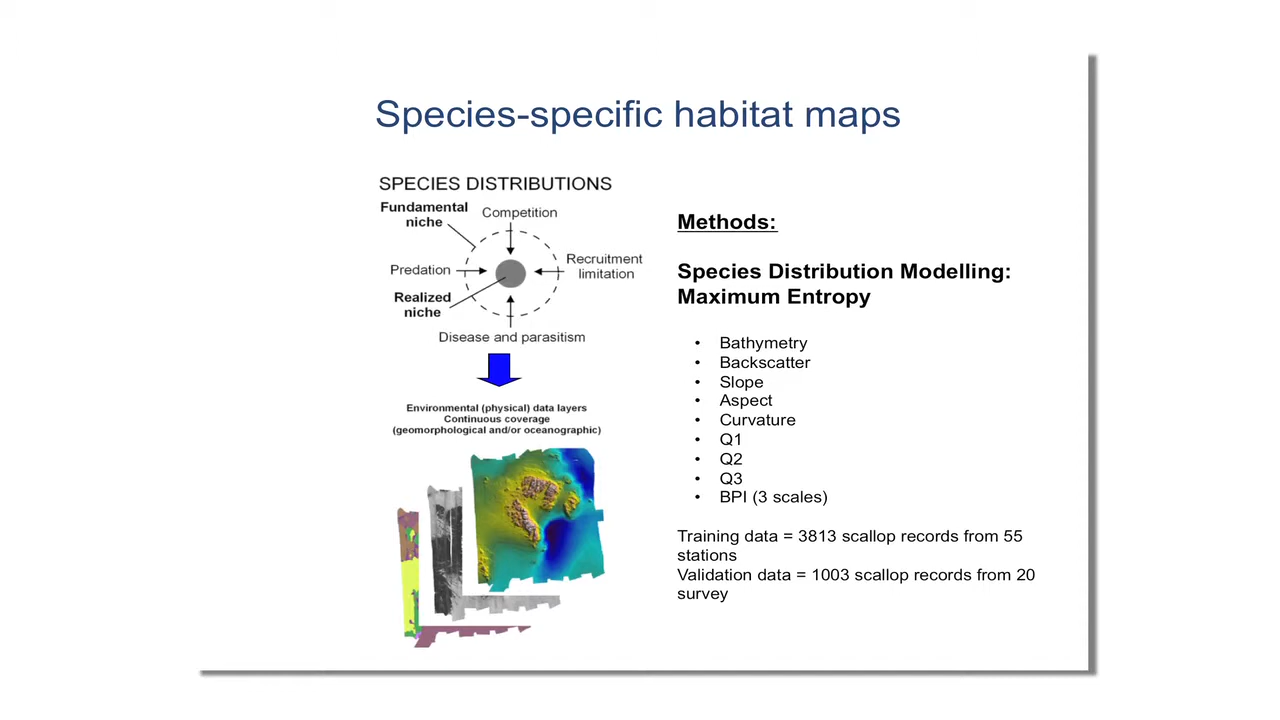 Species-specific habitat maps
SPECIES DISTRIBUTIONS
Fundamental
niche
Competition
Predation
Recruitment
limitation
Realized
niche
Disease and parasitism
Environmental (physical) data layers
Continuous coverage
(geomorphological and/or oceanographic)
Methods:
Species Distribution Modelling:
Maximum Entropy
• Bathymetry
• Backscatter
• Slope
• Aspect
• Curvature
• Q1
• Q2
• Q3
• BPI (3 scales)
Training data = 3813 scallop records from 55
stations
Validation data = 1003 scallop records from 20
survey